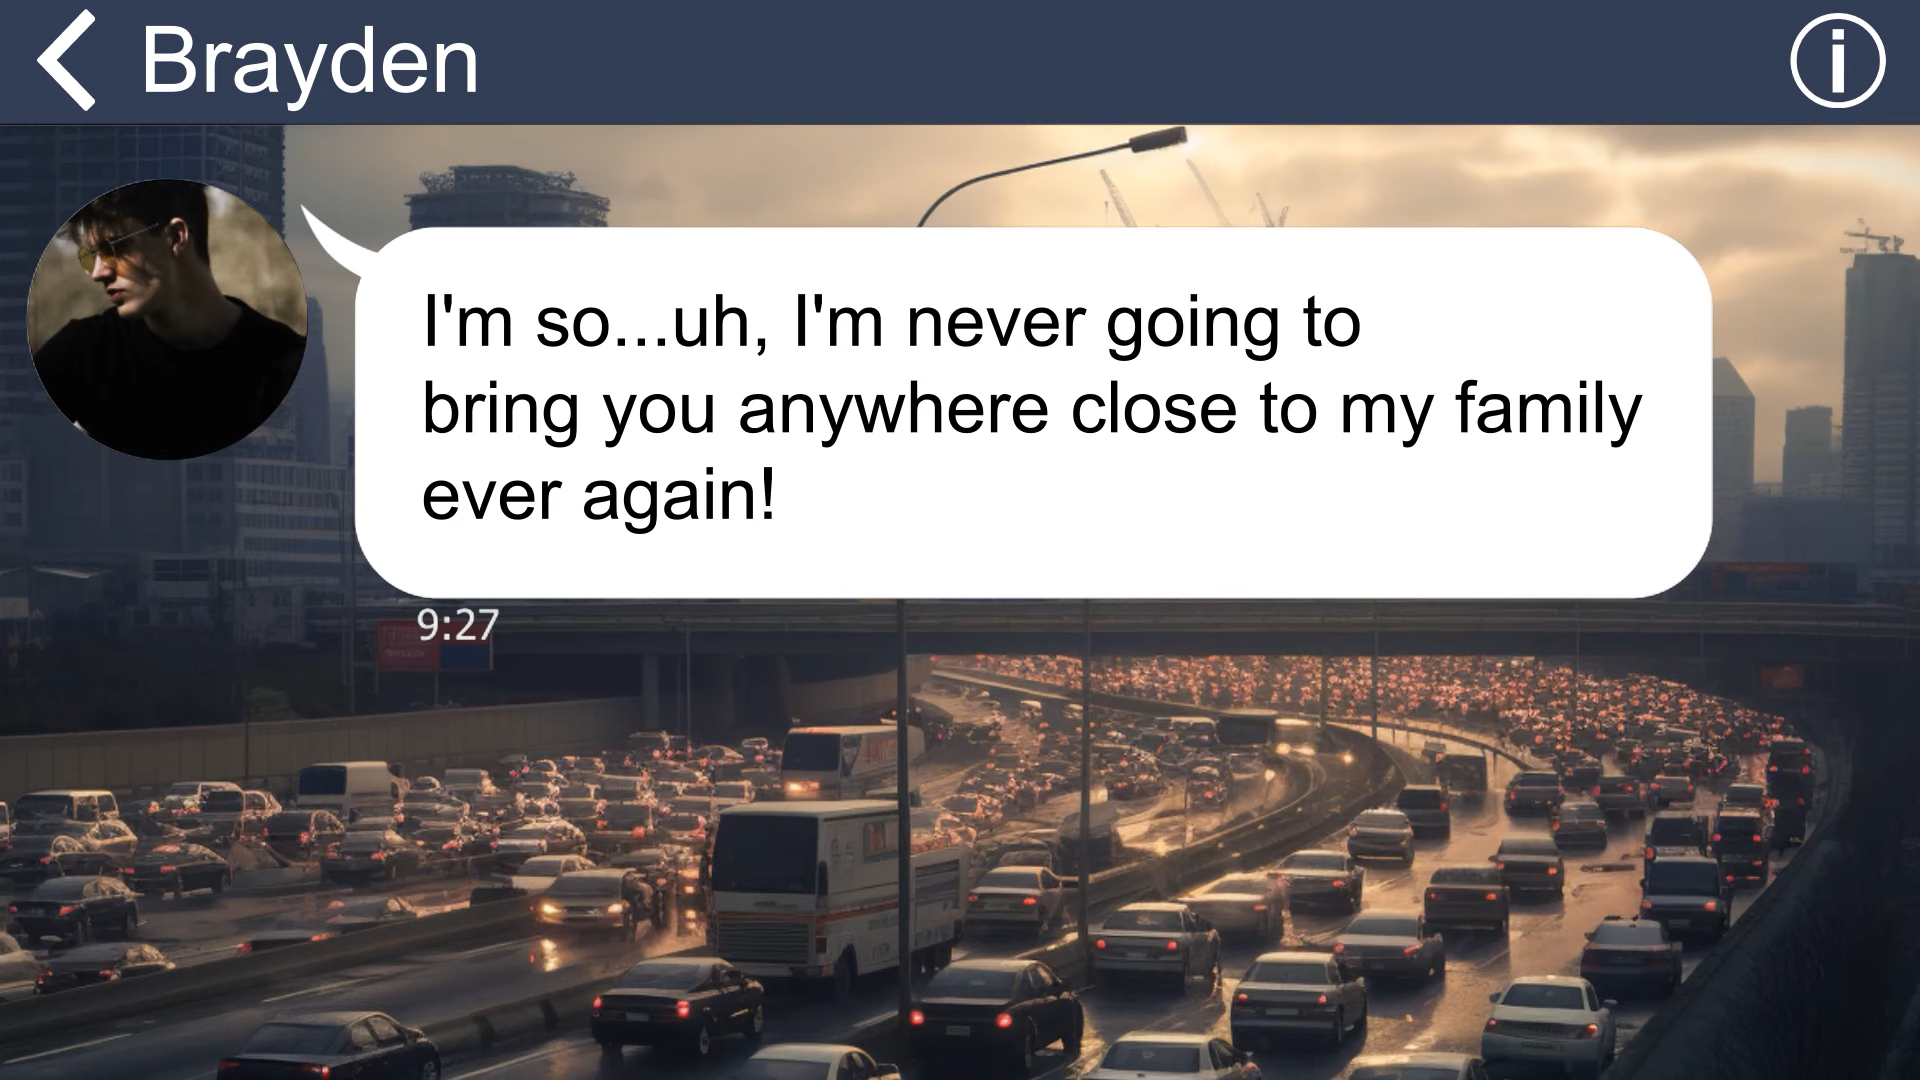 Brayden
I'm so...uh, I'm never going to
bring you anywhere close to my family
ever again!
9:27